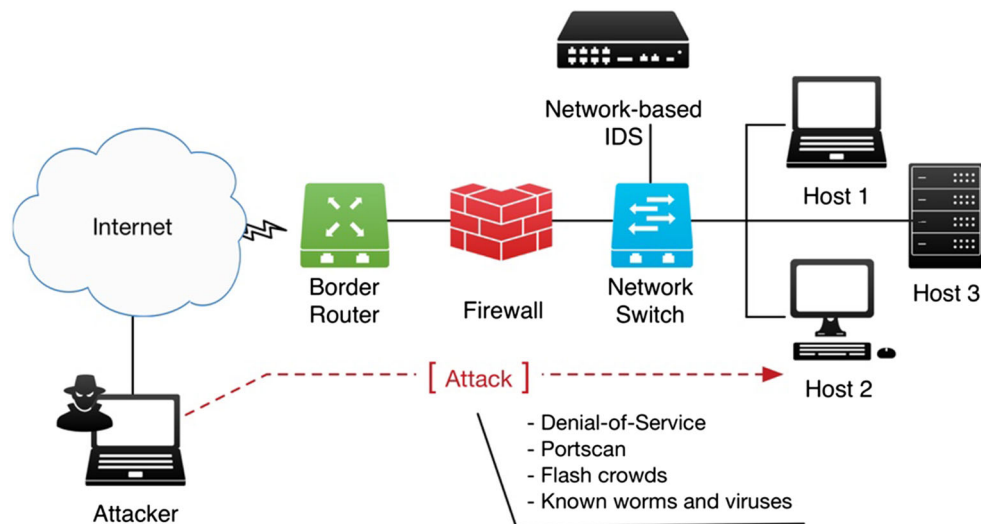 Network-based
IDS
Internet
Host 1
Border
Router
Firewall
Network
Switch
Host 3
[ Attack ]
Host 2
- Denial-of-Service
- Portscan
- Flash crowds
- Known worms and viruses
Attacker